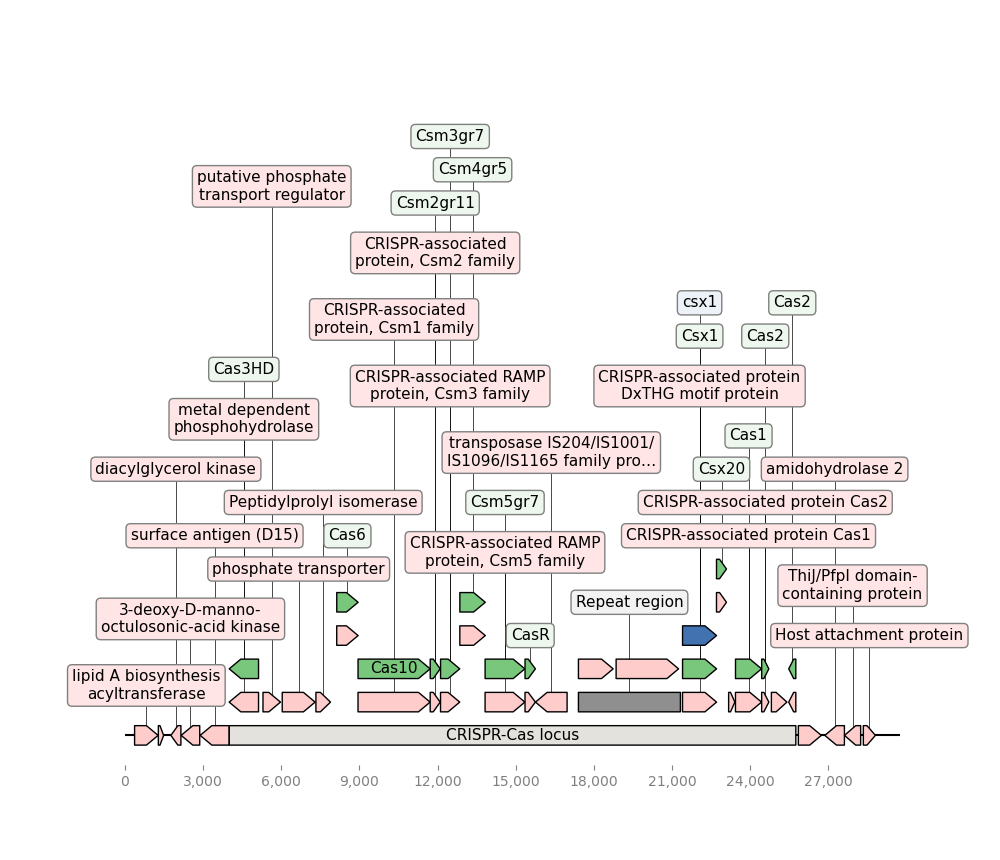 Csm3gr7
Csm4gr5
putative phosphate
transport regulator
Csm2gr11
CRISPR-associated
protein, Csm2 family
csx1
Cas2
CRISPR-associated
protein, Csm1 family
Csx1
Cas2
Cas3HD
CRISPR-associated RAMP
protein, Csm3 family
CRISPR-associated protein
DxTHG motif protein
metal dependent
phosphohydrolase
Cas1
transposase IS204/IS1001/
IS1096/IS1165 family pro...
diacylglycerol kinase
Csx20
amidohydrolase 2
Peptidylprolyl isomerase
Csm5gr7
CRISPR-associated protein Cas2
surface antigen (D15)
Cas6
CRISPR-associated RAMP
protein, Csm5 family
CRISPR-associated protein Cas1
phosphate transporter
ThiJ/PfpI domain-
containing protein
3-deoxy-D-manno-
octulosonic-acid kinase
Repeat region
CasR
Host attachment protein
lipid A biosynthesis
acyltransferase
Cas10
CRISPR-Cas locus
0
3,000
6,000
9,000
12,000
15,000
18,000
21,000
24,000
27,000